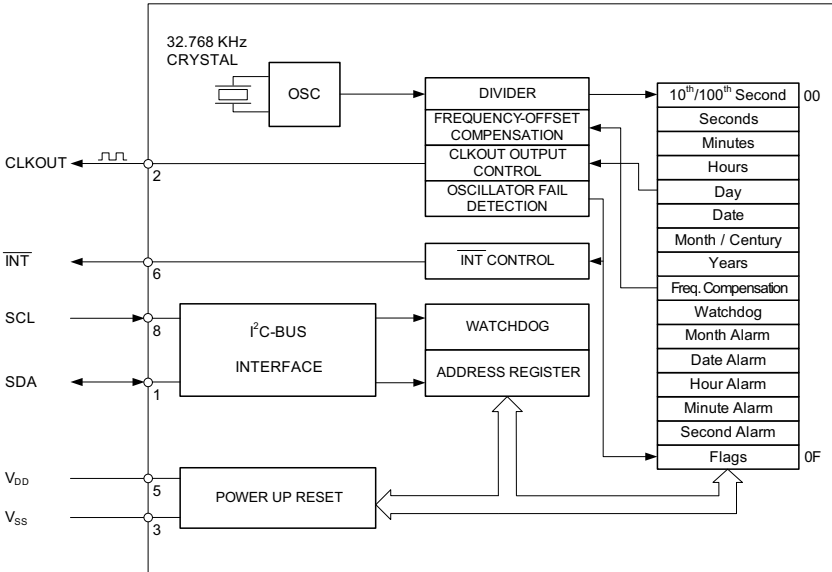 32.768 KHz
CRYSTAL
OSC
DIVIDER
FREQUENCY-OFFSET
COMPENSATION
CLKOUT OUTPUT
CONTROL
OSCILLATOR FAIL
DETECTION
CLKOUT
2
INT
6
INT CONTROL
SCL
8
SDA
1
I²C-BUS
INTERFACE
WATCHDOG
ADDRESS REGISTER
V_DD
5
V_SS
3
POWER UP RESET
10th/100th Second 00
Seconds
Minutes
Hours
Day
Date
Month / Century
Years
Freq. Compensation
Watchdog
Month Alarm
Date Alarm
Hour Alarm
Minute Alarm
Second Alarm
Flags 0F